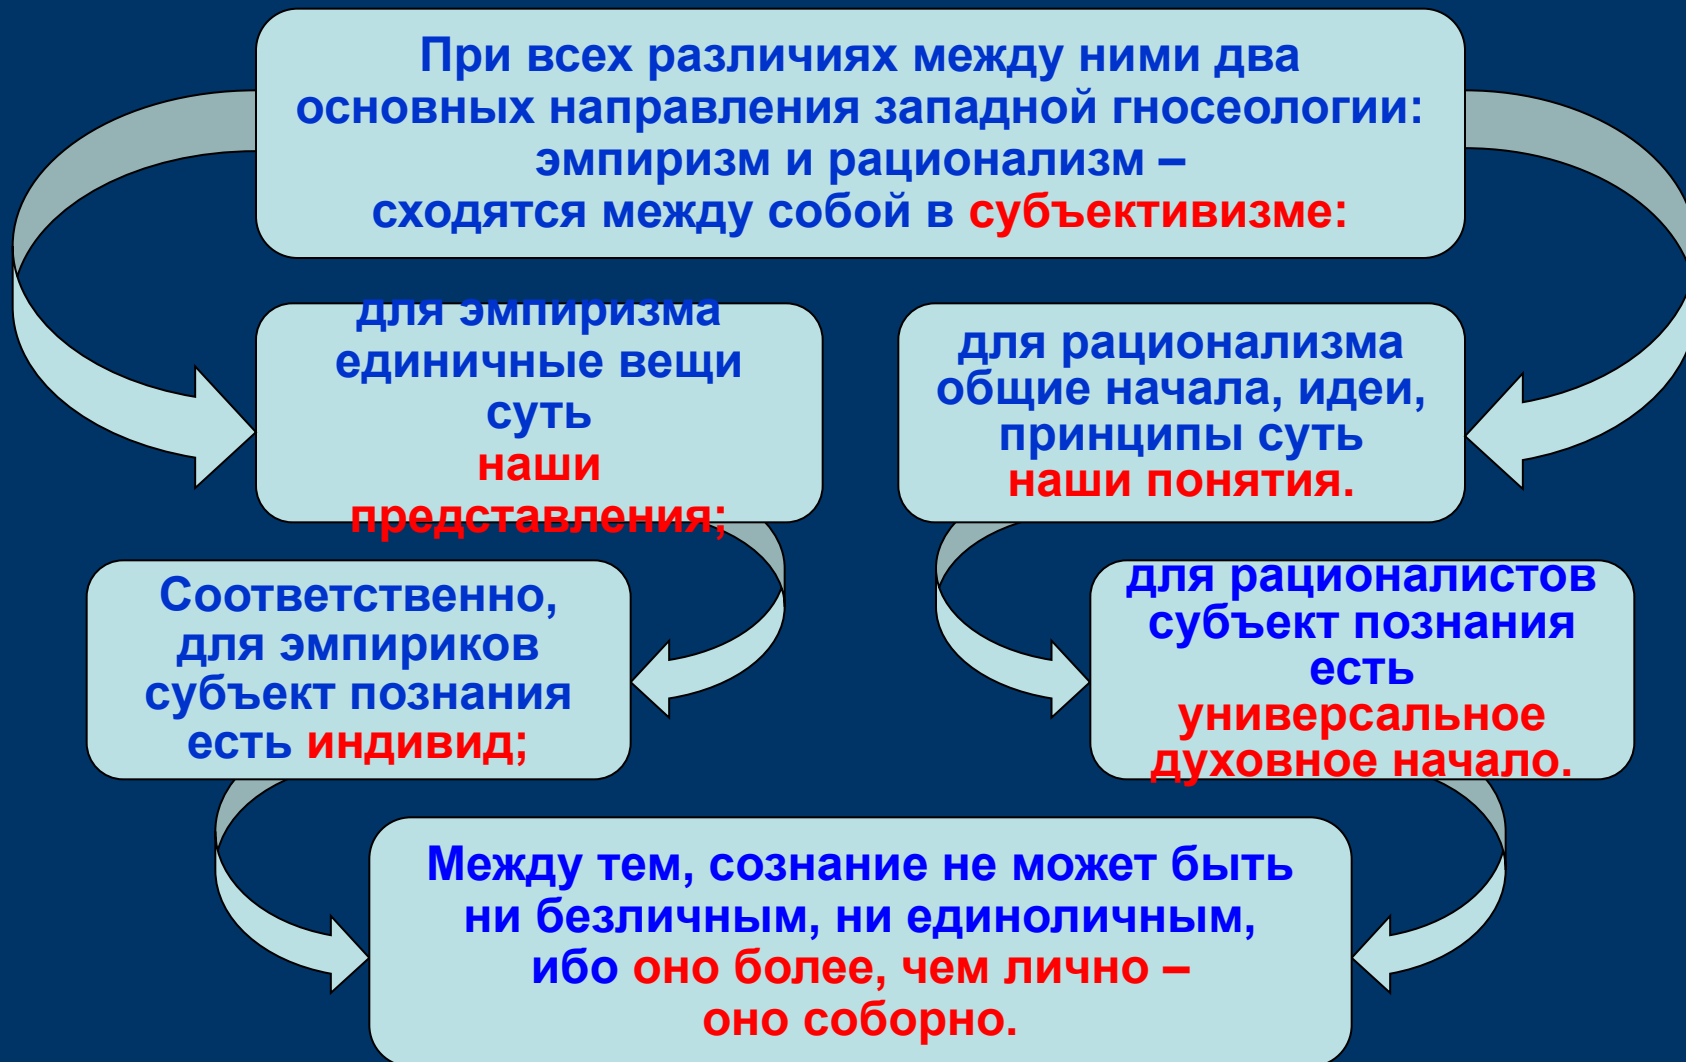 При всех различиях между ними два
основных направления западной гносеологии:
эмпиризм и рационализм –
сходятся между собой в субъективизме:
для эмпиризма
единичные вещи
суть
наши
представления;
для рационализма
общие начала, идеи,
принципы суть
наши понятия.
Соответственно,
для эмпириков
субъект познания
есть индивид;
для рационалистов
субъект познания
есть
универсальное
духовное начало.
Между тем, сознание не может быть
ни безличным, ни единоличным,
ибо оно более, чем лично –
оно соборно.